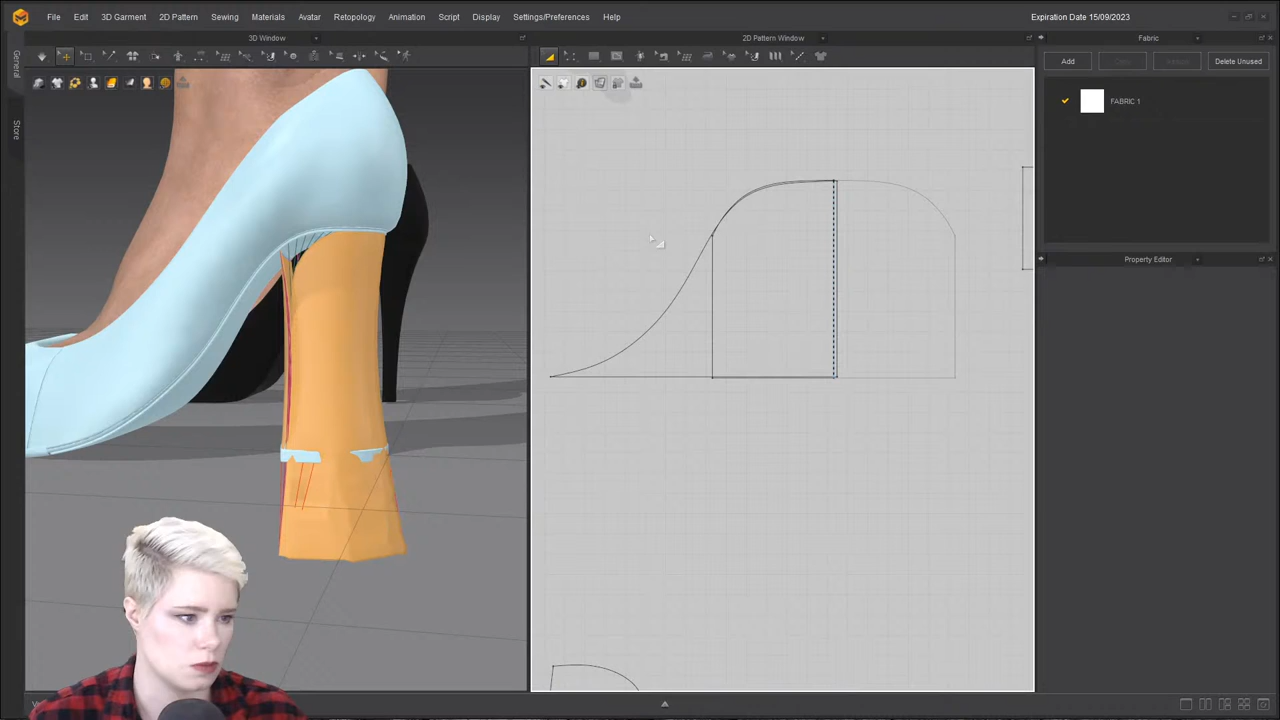 File Edit 3D Garment 2D Pattern Sewing Materials Avatar Retopology Animation Script Display Settings/Preferences Help Expiration Date 15/09/2023
3D Window 2D Pattern Window Fabric
General
Store
Add Delete Unused
FABRIC 1
Property Editor